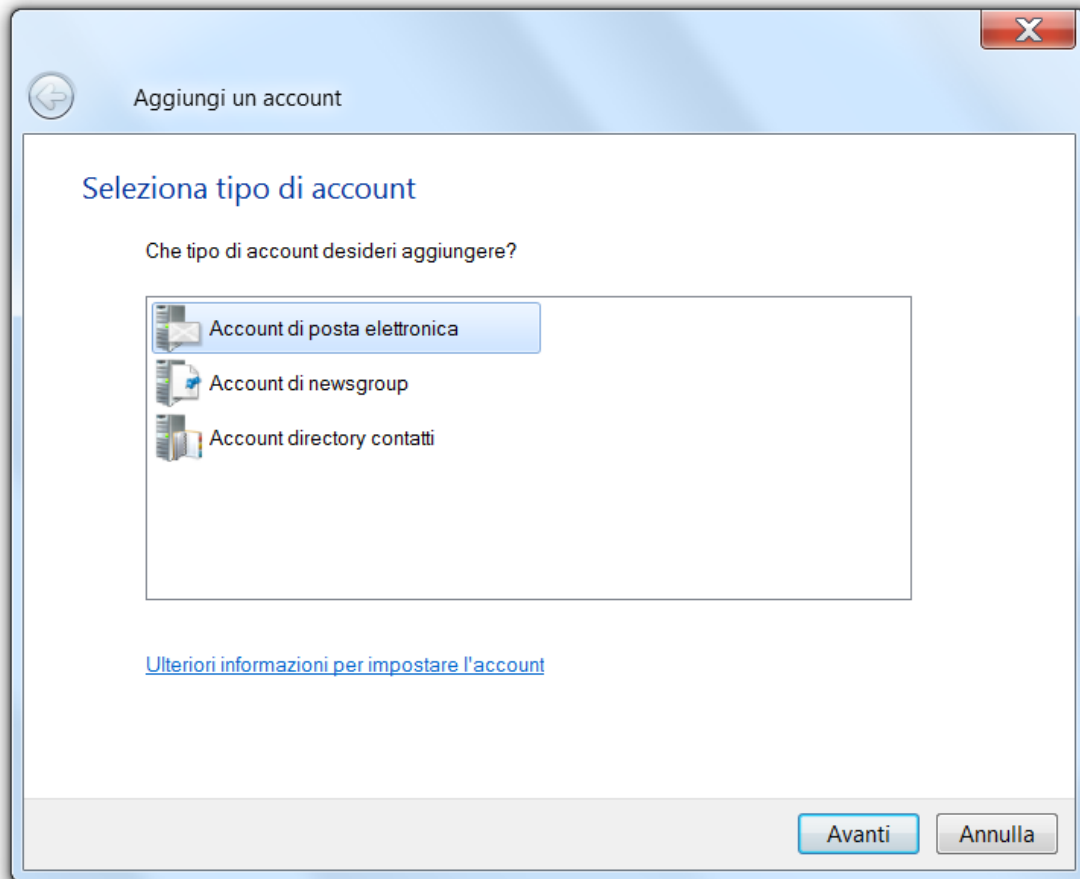 Aggiungi un account
Seleziona tipo di account
Che tipo di account desideri aggiungere?
Account di posta elettronica
Account di newsgroup
Account directory contatti
Ulteriori informazioni per impostare l'account
Avanti
Annulla